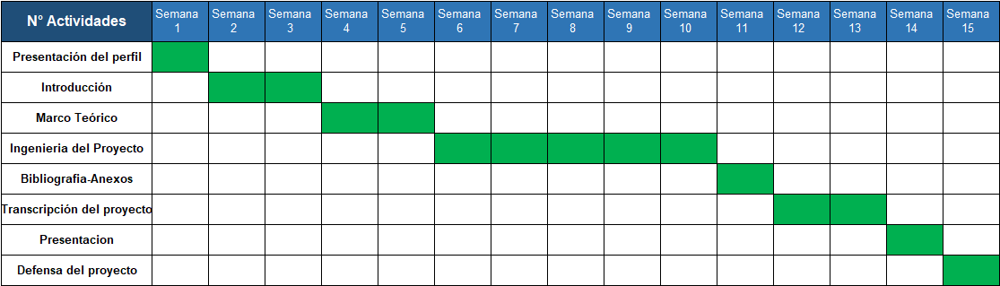 N° Actividades
Semana 1
Semana 2
Semana 3
Semana 4
Semana 5
Semana 6
Semana 7
Semana 8
Semana 9
Semana 10
Semana 11
Semana 12
Semana 13
Semana 14
Semana 15
Presentación del perfil
Introducción
Marco Teórico
Ingenieria del Proyecto
Bibliografia-Anexos
Transcripción del proyecto
Presentacion
Defensa del proyecto